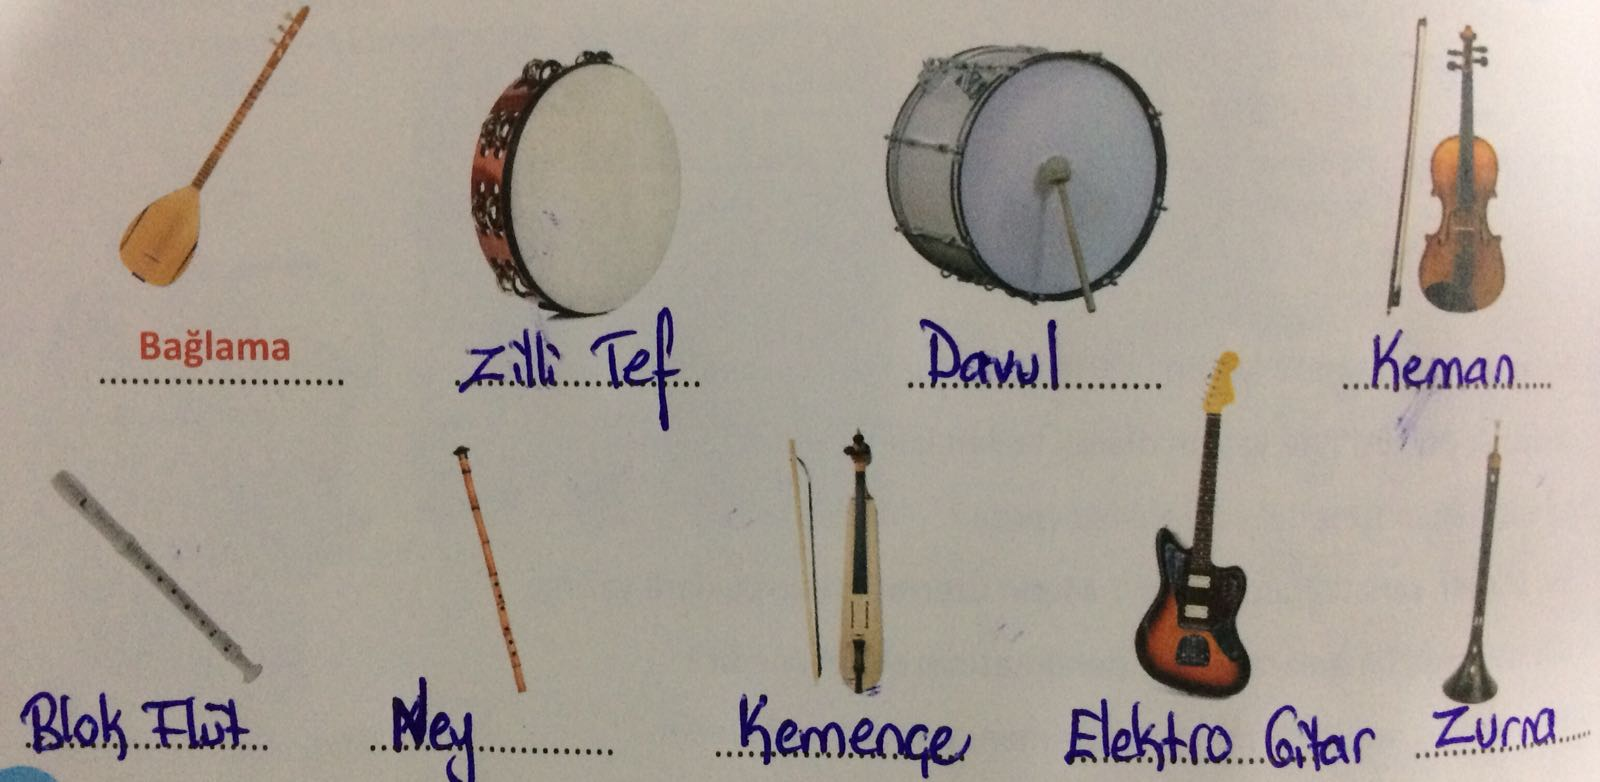 Bağlama Zilli Tef Davul Keman
Blok Flüt Ney Kemençe Elektro Gitar Zurna